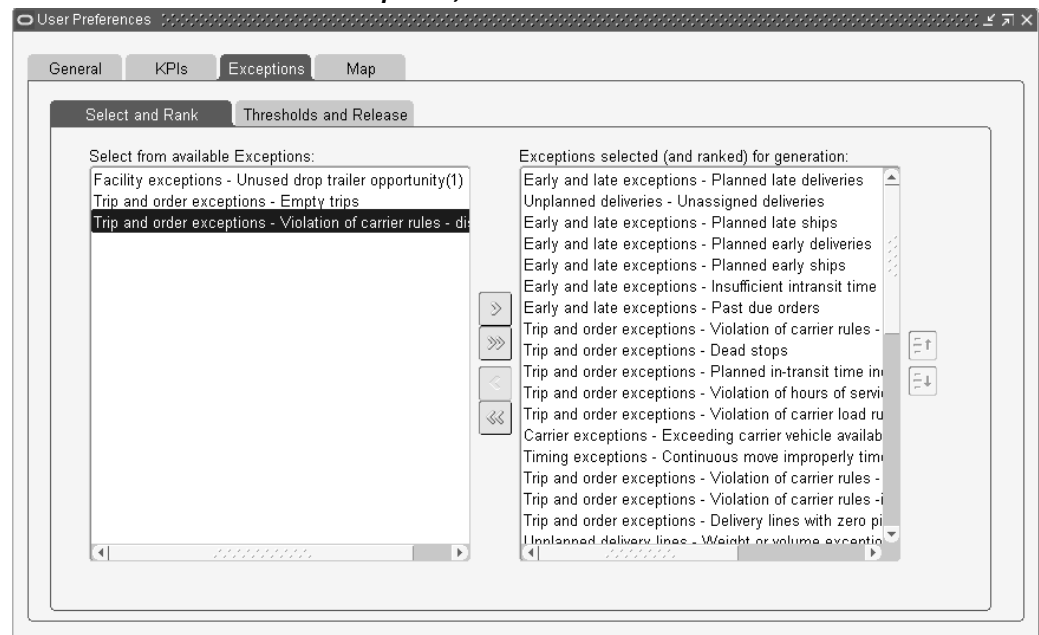 User Preferences
General KPIs Exceptions Map
Select and Rank Thresholds and Release
Select from available Exceptions:
Facility exceptions - Unused drop trailer opportunity(1)
Trip and order exceptions - Empty trips
Trip and order exceptions - Violation of carrier rules - di
Exceptions selected (and ranked) for generation:
Early and late exceptions - Planned late deliveries
Unplanned deliveries - Unassigned deliveries
Early and late exceptions - Planned late ships
Early and late exceptions - Planned early deliveries
Early and late exceptions - Planned early ships
Early and late exceptions - Insufficient intransit time
Early and late exceptions - Past due orders
Trip and order exceptions - Violation of carrier rules -
Trip and order exceptions - Dead stops
Trip and order exceptions - Planned in-transit time in
Trip and order exceptions - Violation of hours of servi
Trip and order exceptions - Violation of carrier load ru
Carrier exceptions - Exceeding carrier vehicle availab
Timing exceptions - Continuous move improperly tim
Trip and order exceptions - Violation of carrier rules -
Trip and order exceptions - Violation of carrier rules -i
Trip and order exceptions - Delivery lines with zero pi
Unplanned delivery lines - Weight or volume exceptio